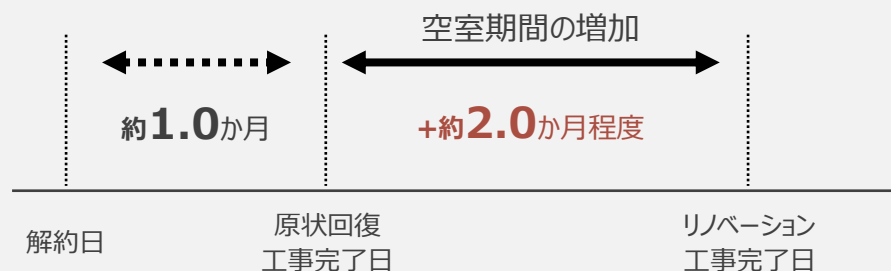 空室期間の増加
約1.0か月
+約2.0か月程度
解約日
原状回復
工事完了日
リノベーション
工事完了日